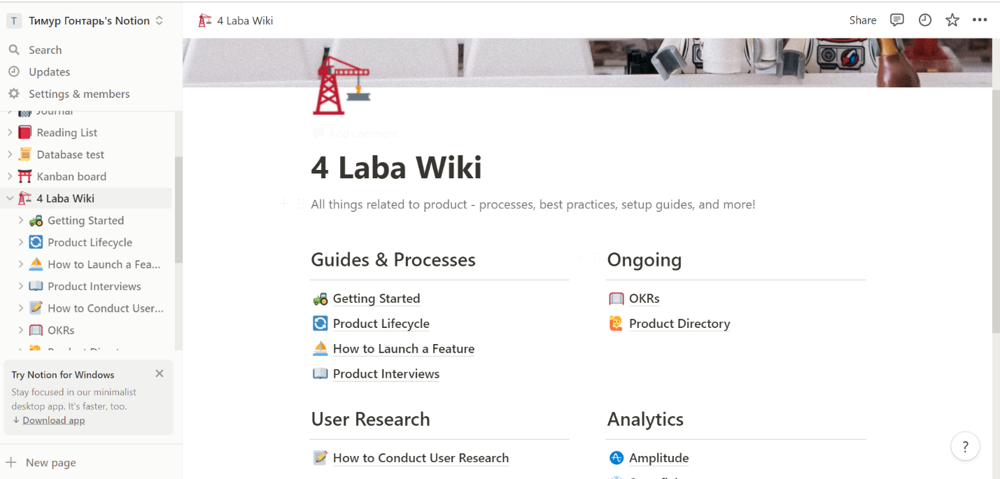 T Тимур Гонтарь's Notion
Search
Updates
Settings & members
Journal
Reading List
Database test
Kanban board
4 Laba Wiki
Getting Started
Product Lifecycle
How to Launch a Fea...
Product Interviews
How to Conduct User...
OKRs
Try Notion for Windows
Stay focused in our minimalist
desktop app. It's faster, too.
Download app
New page
4 Laba Wiki
Share
Add comment
4 Laba Wiki
All things related to product - processes, best practices, setup guides, and more!
Guides & Processes
Getting Started
Product Lifecycle
How to Launch a Feature
Product Interviews
Ongoing
OKRs
Product Directory
User Research
How to Conduct User Research
Analytics
Amplitude
?